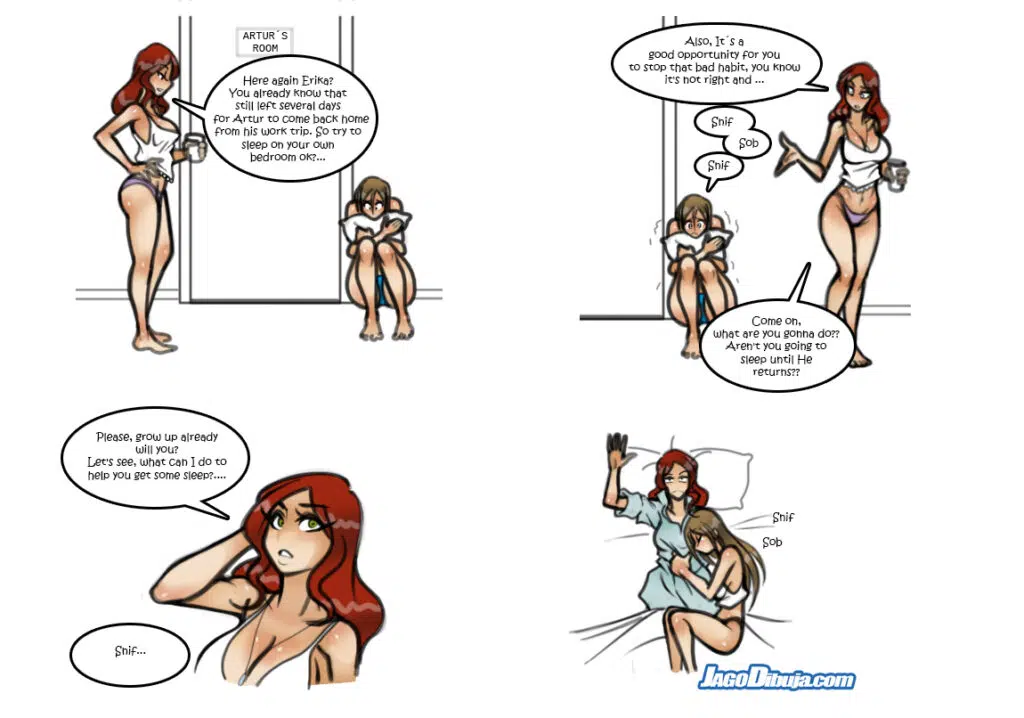 ARTUR´S
ROOM
Here again Erika?
You already know that
still left several days
for Artur to come back home
from his work trip. So try to
sleep on your own
bedroom ok?...
Also, It´s a
good opportunity for you
to stop that bad habit, you know
it's not right and ...
Snif
Sob
Snif
Come on,
what are you gonna do??
Aren't you going to
sleep until He
returns??
Please, grow up already
will you?
Let's see, what can I do to
help you get some sleep?....
Snif...
Snif
Sob
JAGODibuja.com